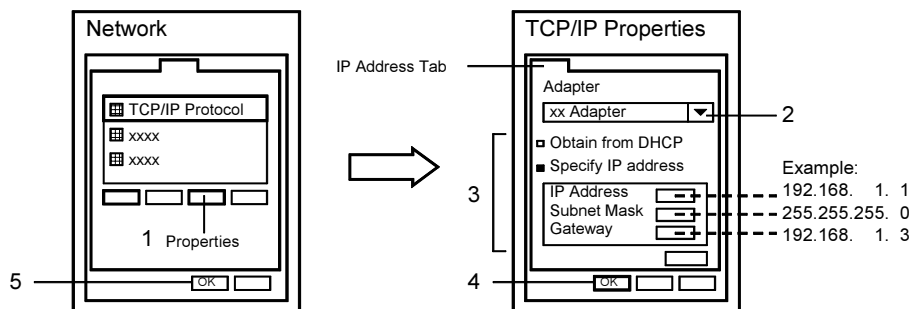 Network
TCP/IP Protocol
xxxx
xxxx
1 Properties
5
OK
TCP/IP Properties
IP Address Tab
Adapter
xx Adapter
2
Obtain from DHCP
Specify IP address
3
IP Address
Subnet Mask
Gateway
Example:
192.168. 1. 1
255.255.255. 0
192.168. 1. 3
4
OK